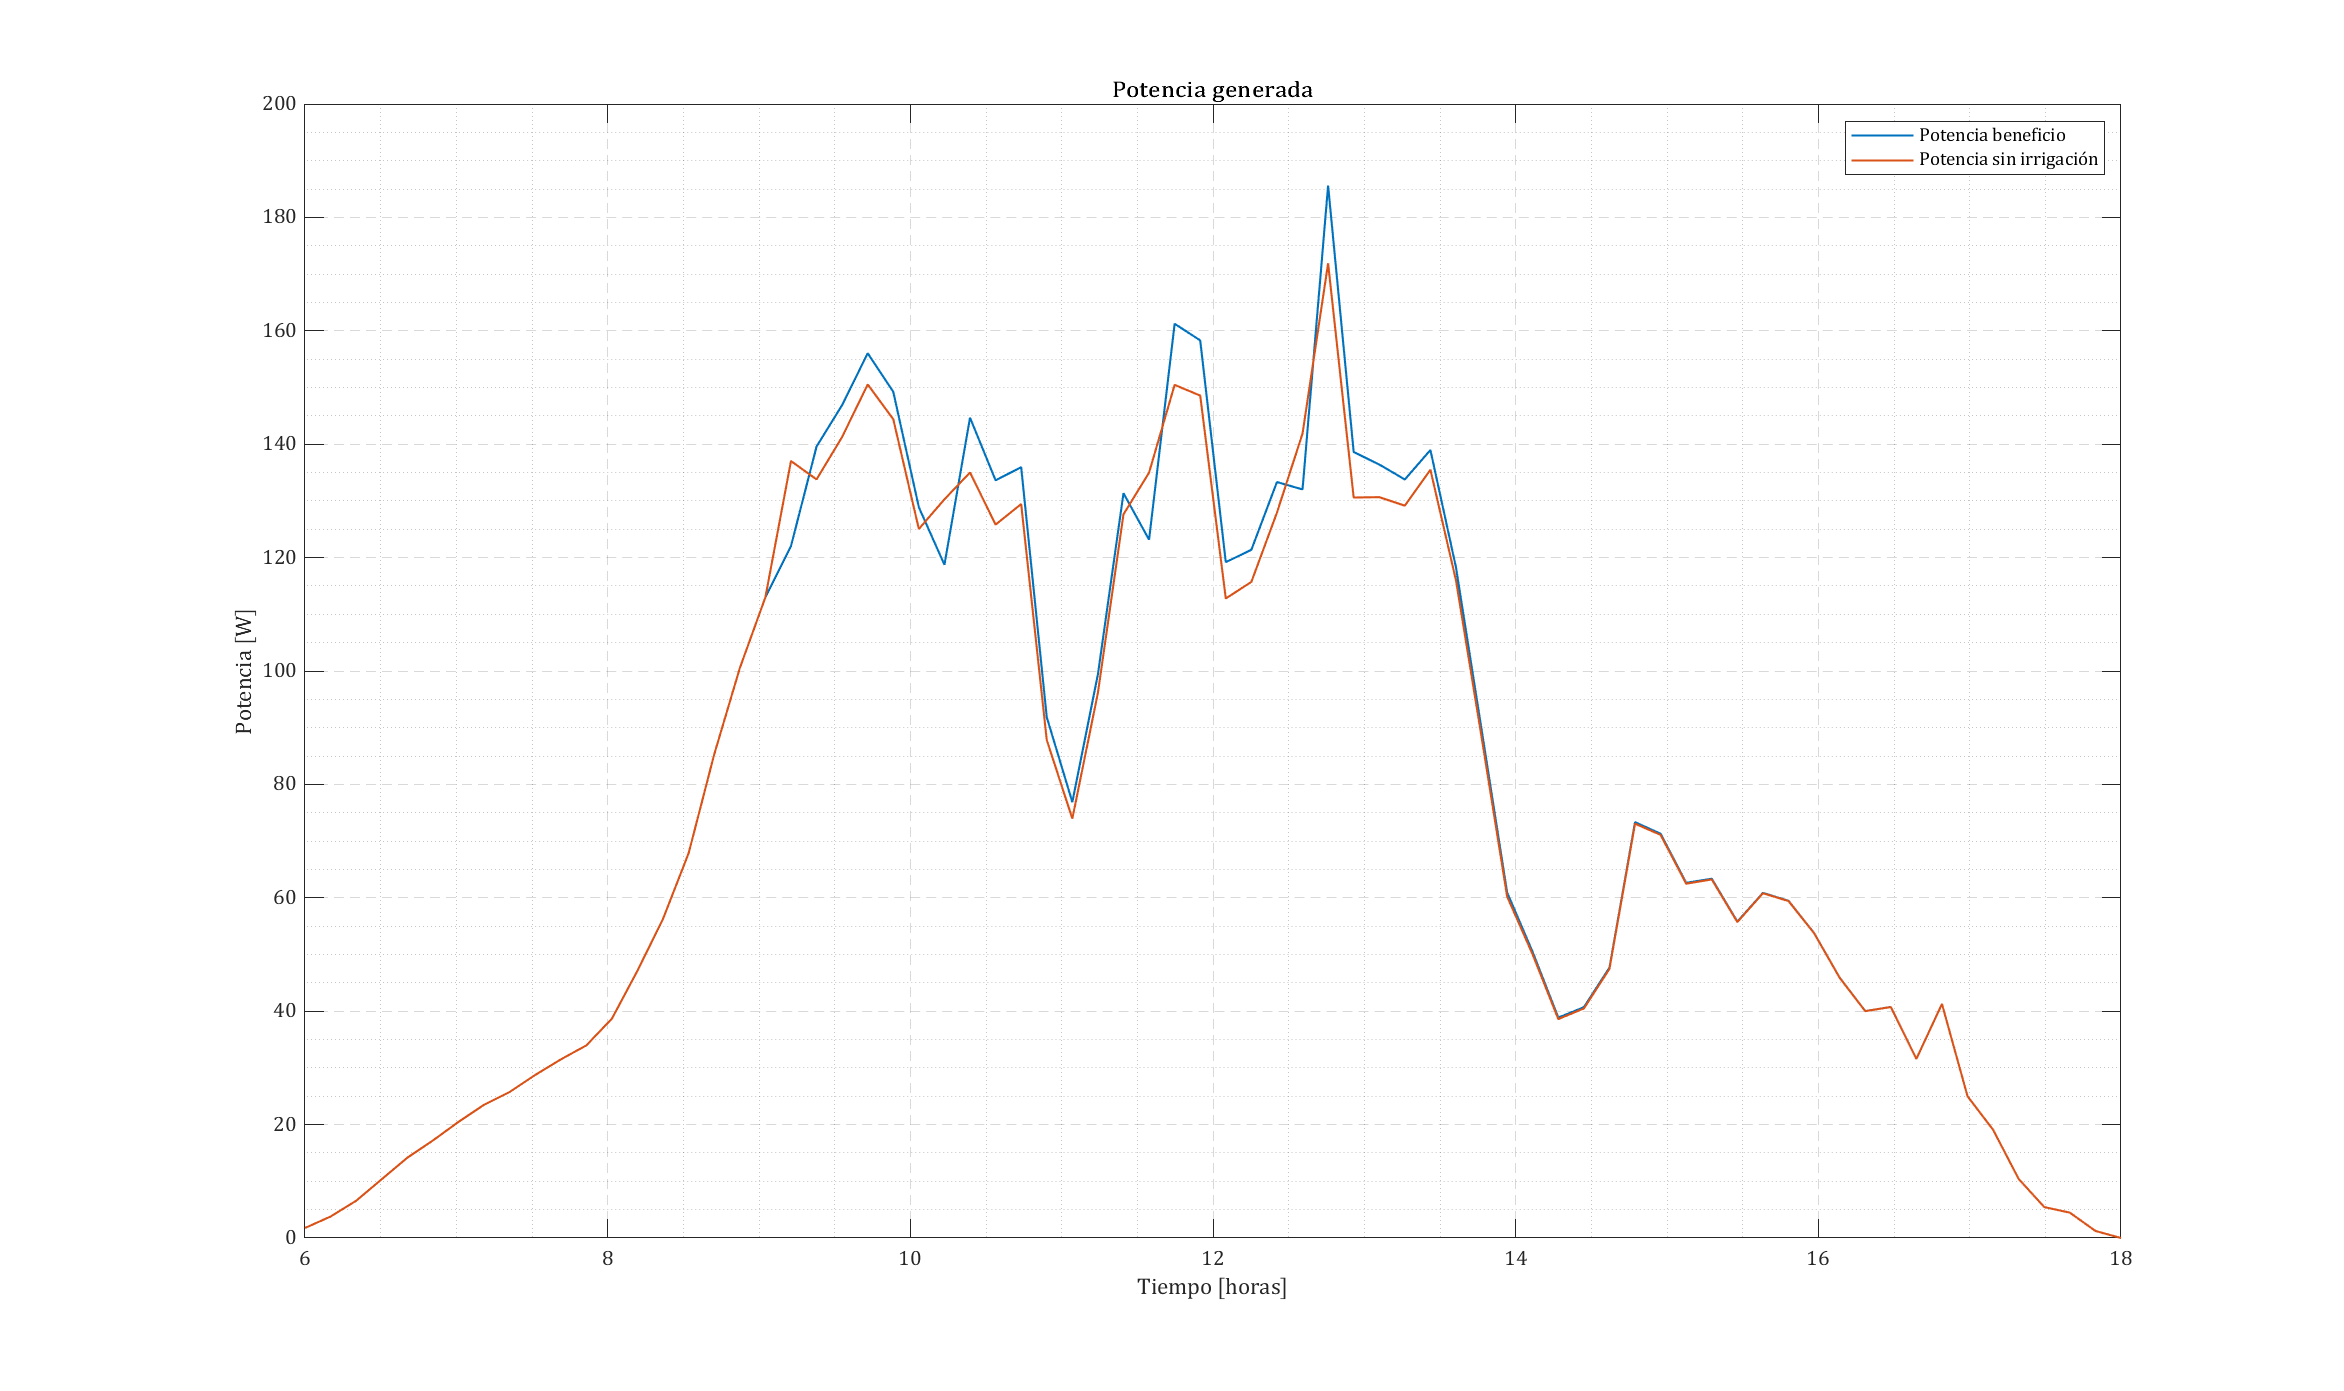 Potencia generada
200
180
160
140
120
100
80
60
40
20
0
Potencia [W]
Potencia beneficio
Potencia sin irrigación
6 8 10 12 14 16 18
Tiempo [horas]